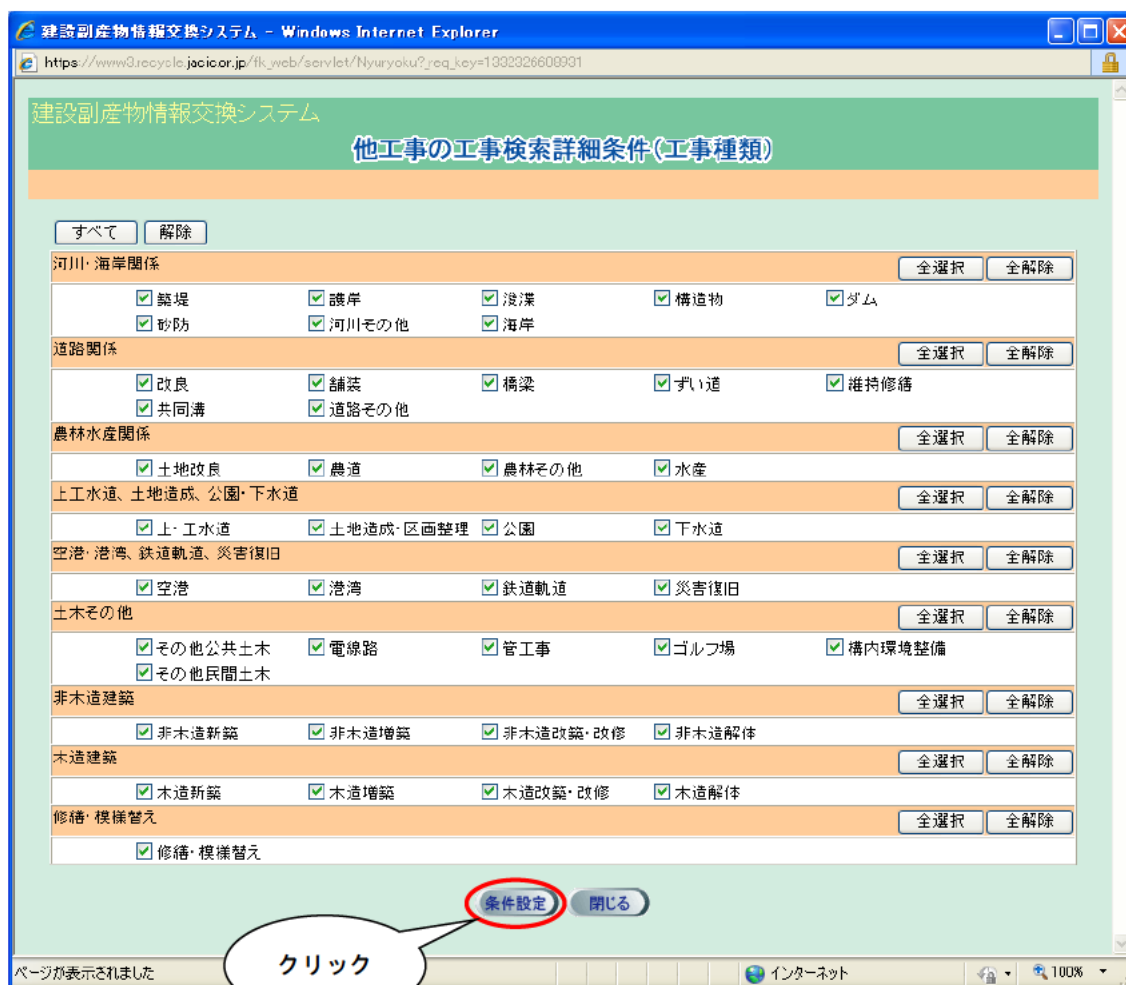 建設副産物情報交換システム - Windows Internet Explorer
https://www3.recycle.jacic.or.jp/fk_web/servlet/Nyuryoku?_req_key=1332326608931
建設副産物情報交換システム
他工事の工事検索詳細条件(工事種類)
すべて 解除
河川・海岸関係 全選択 全解除
築堤 護岸 浚渫 構造物 ダム
砂防 河川その他 海岸
道路関係 全選択 全解除
改良 舗装 橋梁 ずい道 維持修繕
共同溝 道路その他
農林水産関係 全選択 全解除
土地改良 農道 農林その他 水産
上工水道、土地造成、公園・下水道 全選択 全解除
上・工水道 土地造成・区画整理 公園 下水道
空港・港湾、鉄道軌道、災害復旧 全選択 全解除
空港 港湾 鉄道軌道 災害復旧
土木その他 全選択 全解除
その他公共土木 電線路 管工事 ゴルフ場 構内環境整備
その他民間土木
非木造建築 全選択 全解除
非木造新築 非木造増築 非木造改築・改修 非木造解体
木造建築 全選択 全解除
木造新築 木造増築 木造改築・改修 木造解体
修繕・模様替え 全選択 全解除
修繕・模様替え
条件設定 閉じる
クリック
ページが表示されました インターネット 100%